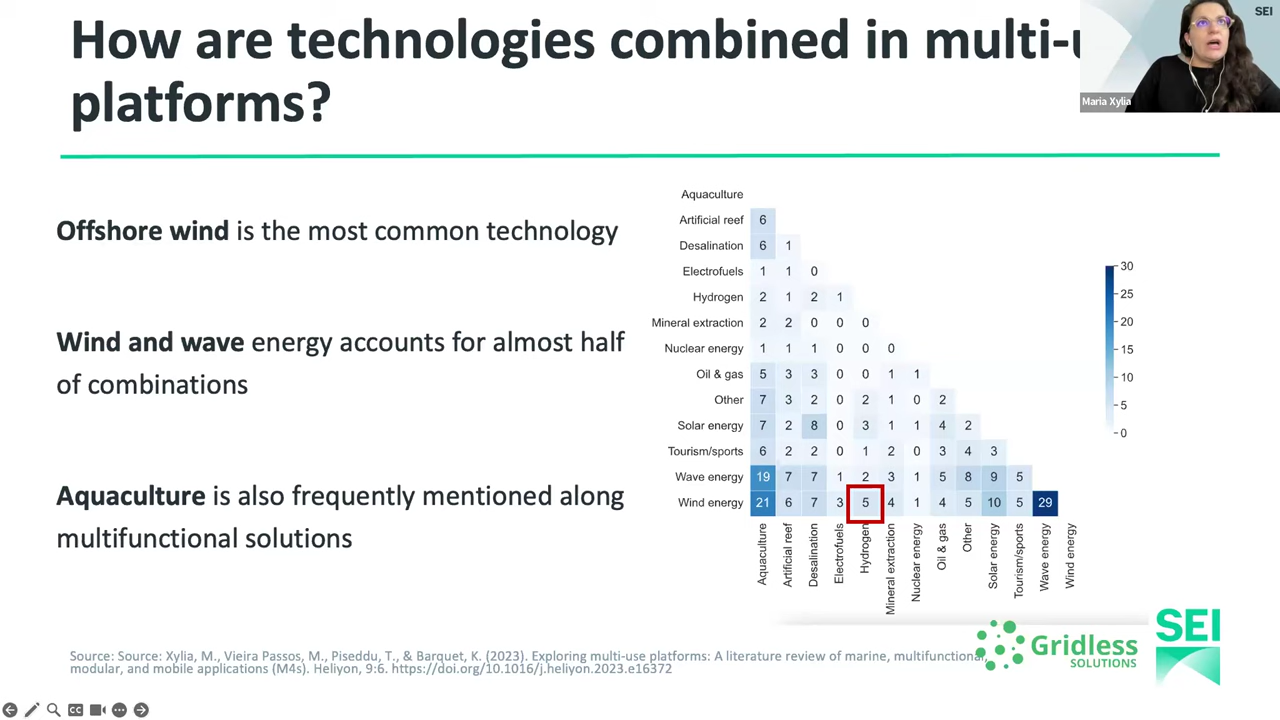 How are technologies combined in multi-
platforms?
SEI
Maria Xylia
Offshore wind is the most common technology
Wind and wave energy accounts for almost half
of combinations
Aquaculture is also frequently mentioned along
multifunctional solutions
Aquaculture
Artificial reef 6
Desalination 6 1
Electrofuels 1 1 0
Hydrogen 2 1 2 1
Mineral extraction 2 2 0 0 0
Nuclear energy 1 1 1 0 0 0
Oil & gas 5 3 3 0 0 1 1
Other 7 3 2 0 2 1 0 2
Solar energy 7 2 8 0 3 1 1 4 2
Tourism/sports 6 2 2 0 1 2 0 3 4 3
Wave energy 19 7 7 1 2 3 1 5 8 9 5
Wind energy 21 6 7 3 5 4 1 4 5 10 5 29
Aquaculture
Artificial reef
Desalination
Electrofuels
Hydrogen
Mineral extraction
Nuclear energy
Oil & gas
Other
Solar energy
Tourism/sports
Wave energy
Wind energy
30
25
20
15
10
5
0
Source: Source: Xylia, M., Vieira Passos, M., Piseddu, T., & Barquet, K. (2023). Exploring multi-use platforms: A literature review of marine, multifunctional,
modular, and mobile applications (M4s). Heliyon, 9:6. https://doi.org/10.1016/j.heliyon.2023.e16372
Gridless
SOLUTIONS
SEI